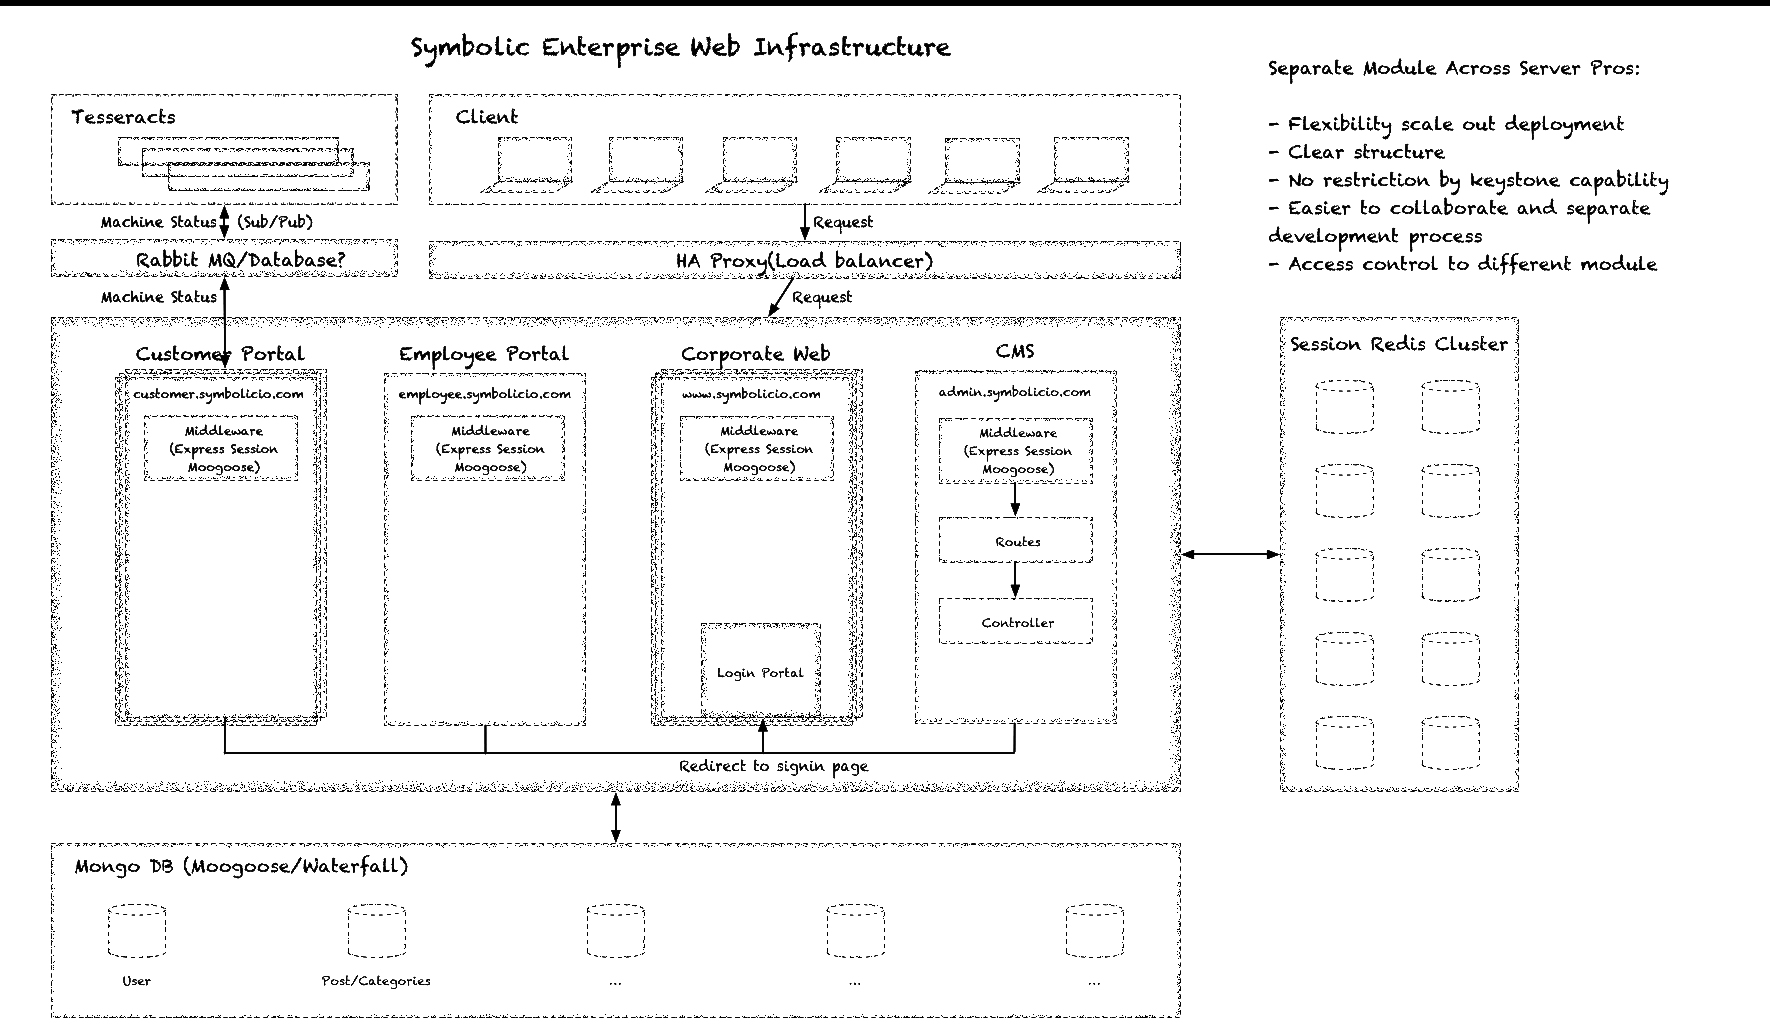 Symbolic Enterprise Web Infrastructure
Separate Module Across Server Pros:
- Flexibility scale out deployment
- Clear structure
- No restriction by keystone capability
- Easier to collaborate and separate
development process
- Access control to different module
Tesseracts
Client
Machine Status (Sub/Pub)
Request
Rabbit MQ/Database?
HA Proxy(Load balancer)
Machine Status
Request
Customer Portal
customer.symbolicio.com
Middleware
(Express Session
Moogoose)
Employee Portal
employee.symbolicio.com
Middleware
(Express Session
Moogoose)
Corporate Web
www.symbolicio.com
Middleware
(Express Session
Moogoose)
Login Portal
CMS
admin.symbolicio.com
Middleware
(Express Session
Moogoose)
Routes
Controller
Redirect to signin page
Session Redis Cluster
Mongo DB (Moogoose/Waterfall)
User
Post/Categories
...
...
...